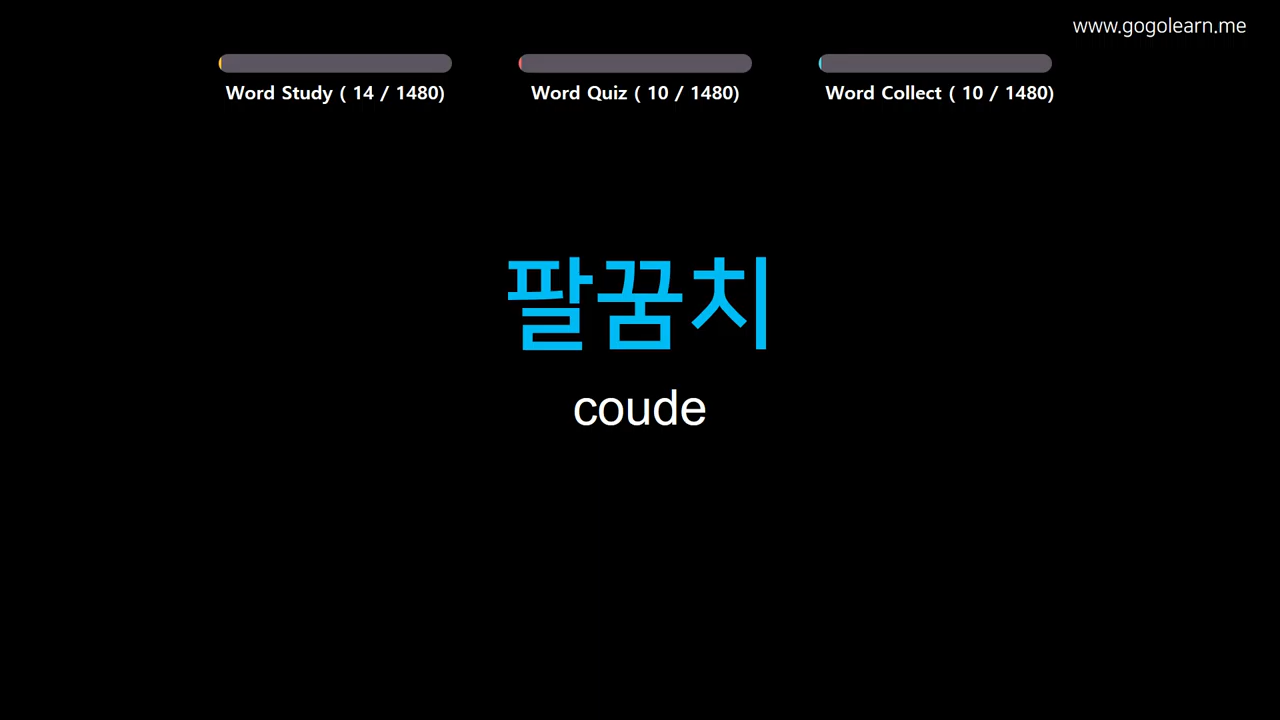 www.gogolearn.me
Word Study ( 14 / 1480)
Word Quiz ( 10 / 1480)
Word Collect ( 10 / 1480)
팔꿈치
coude